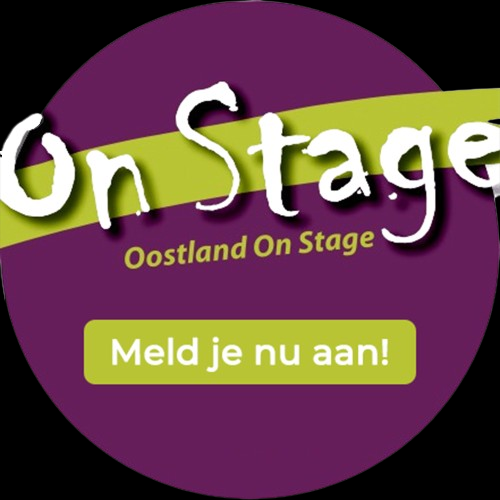 On Stage
Oostland On Stage
Meld je nu aan!